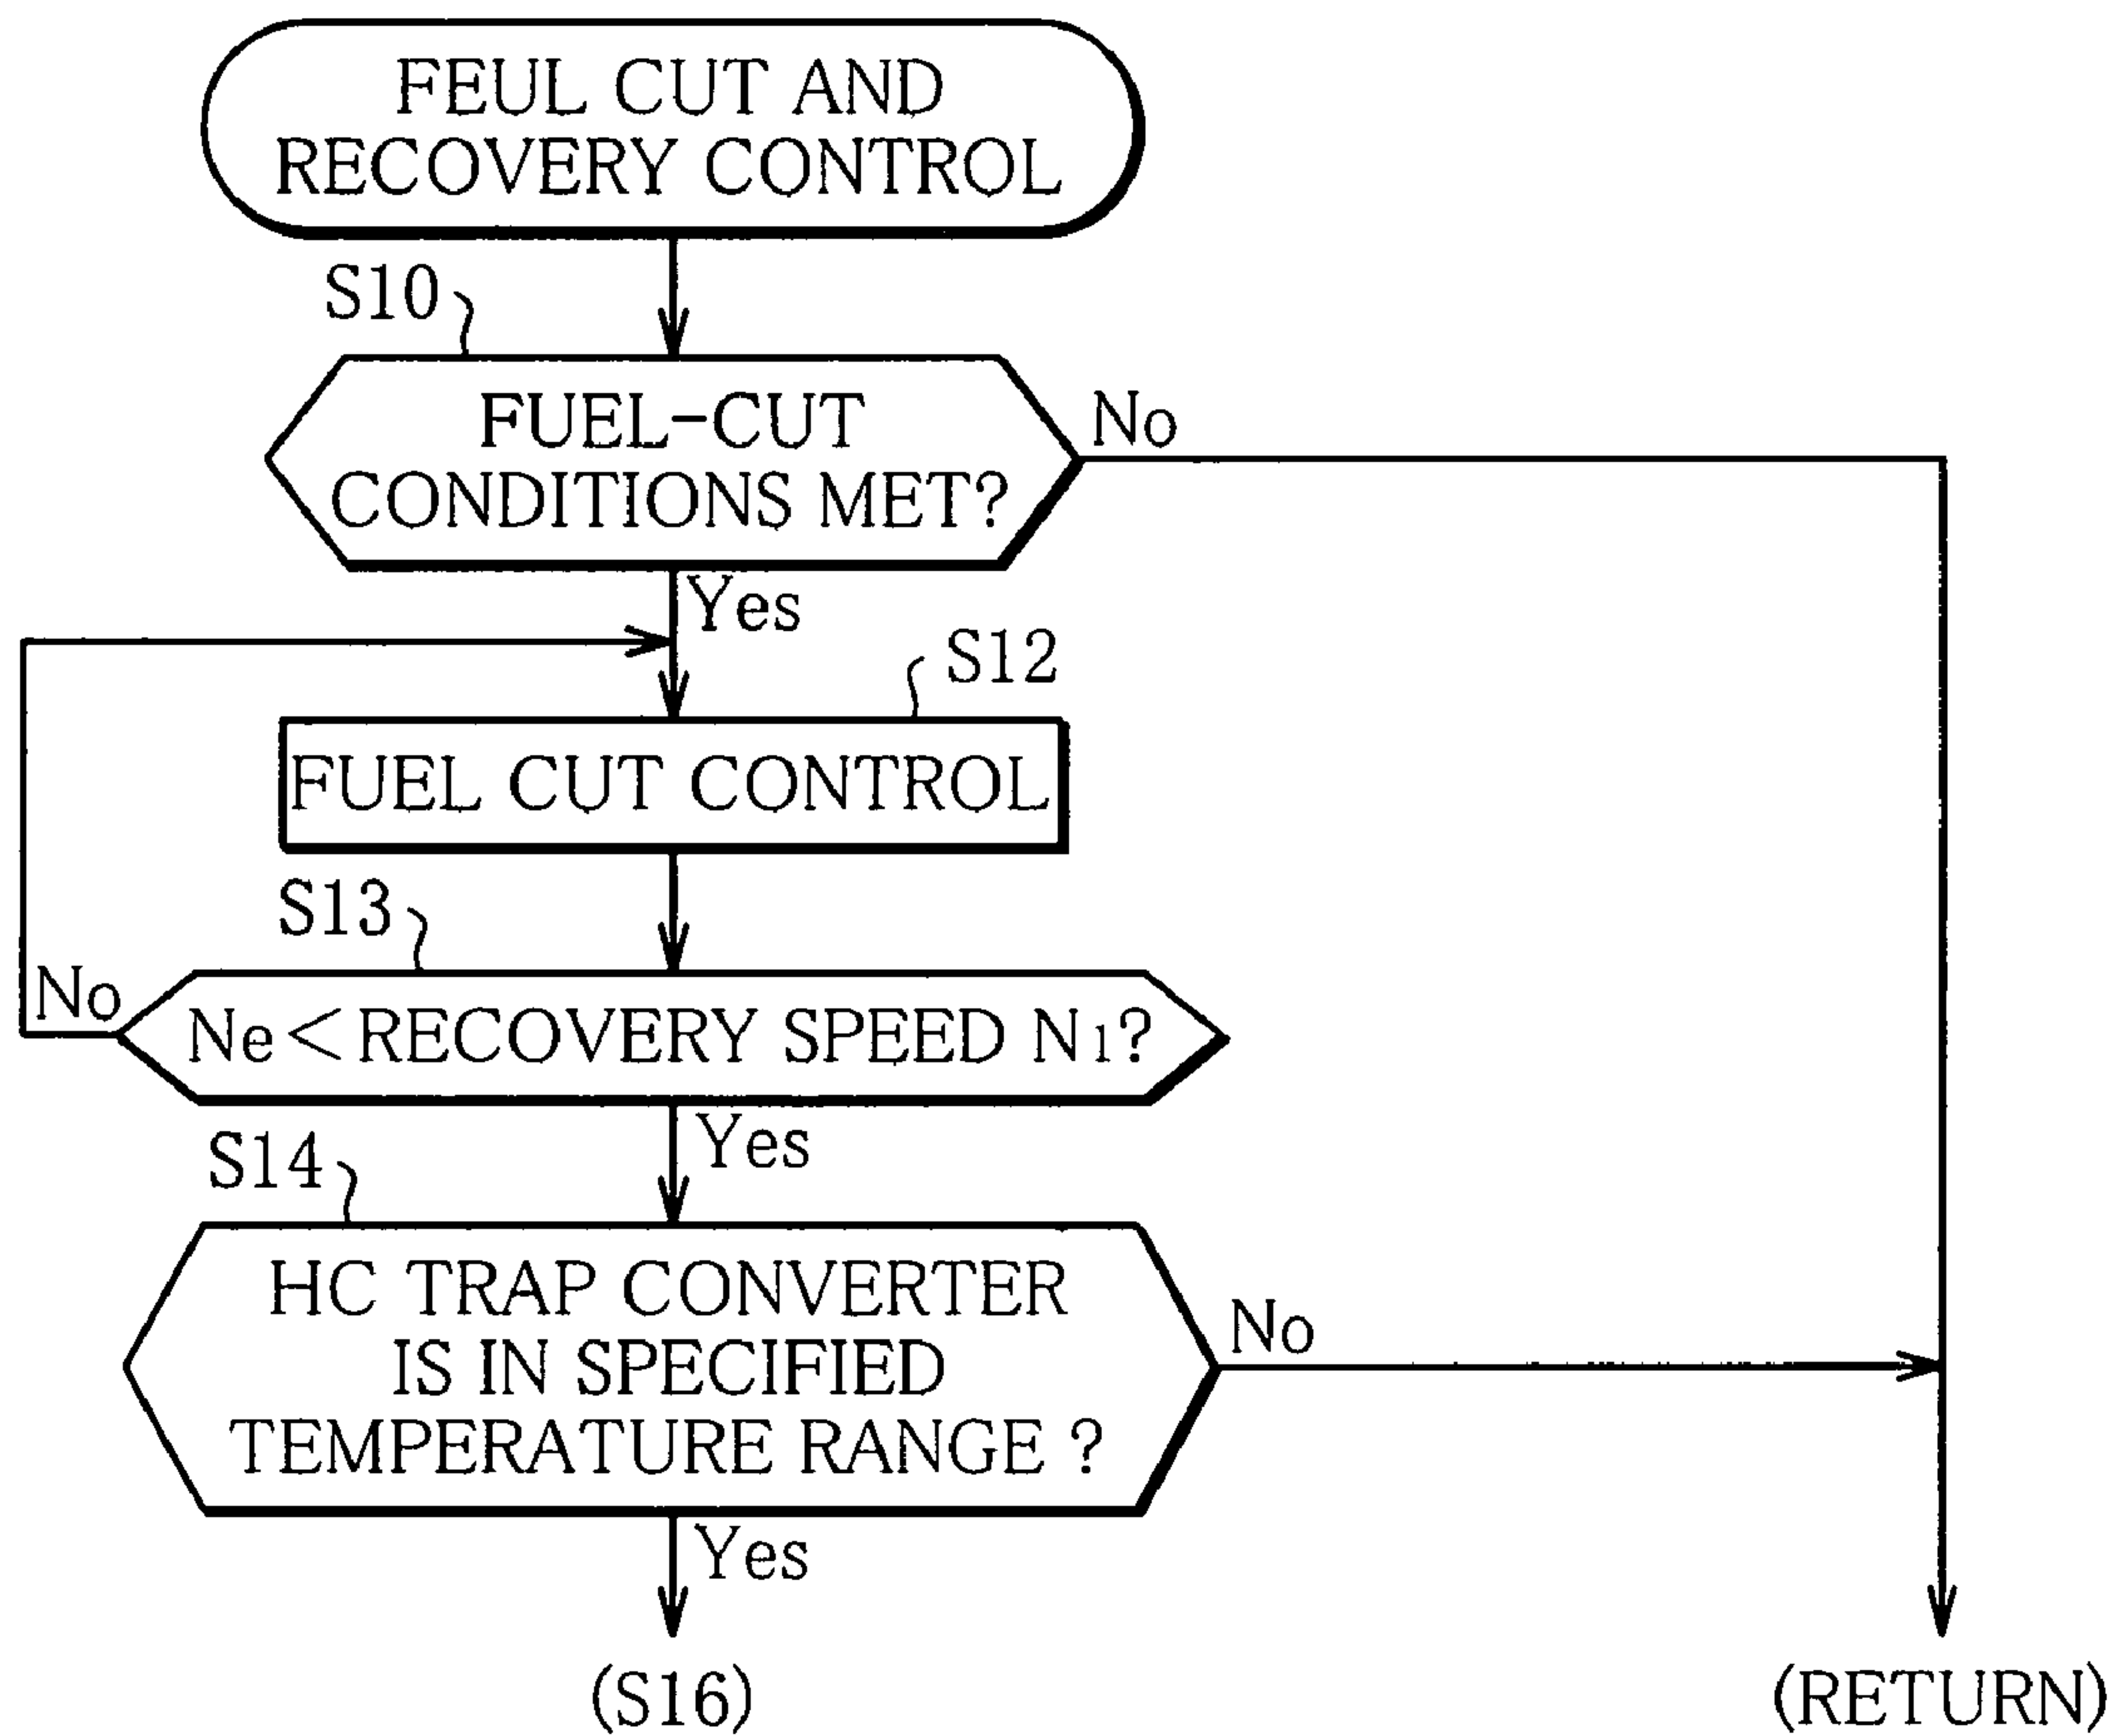 FEUL CUT AND
RECOVERY CONTROL
S10
FUEL-CUT
CONDITIONS MET?
No
Yes
S12
FUEL CUT CONTROL
S13
No
Ne<RECOVERY SPEED N1?
Yes
S14
HC TRAP CONVERTER
IS IN SPECIFIED
TEMPERATURE RANGE ?
No
Yes
(S16)
(RETURN)